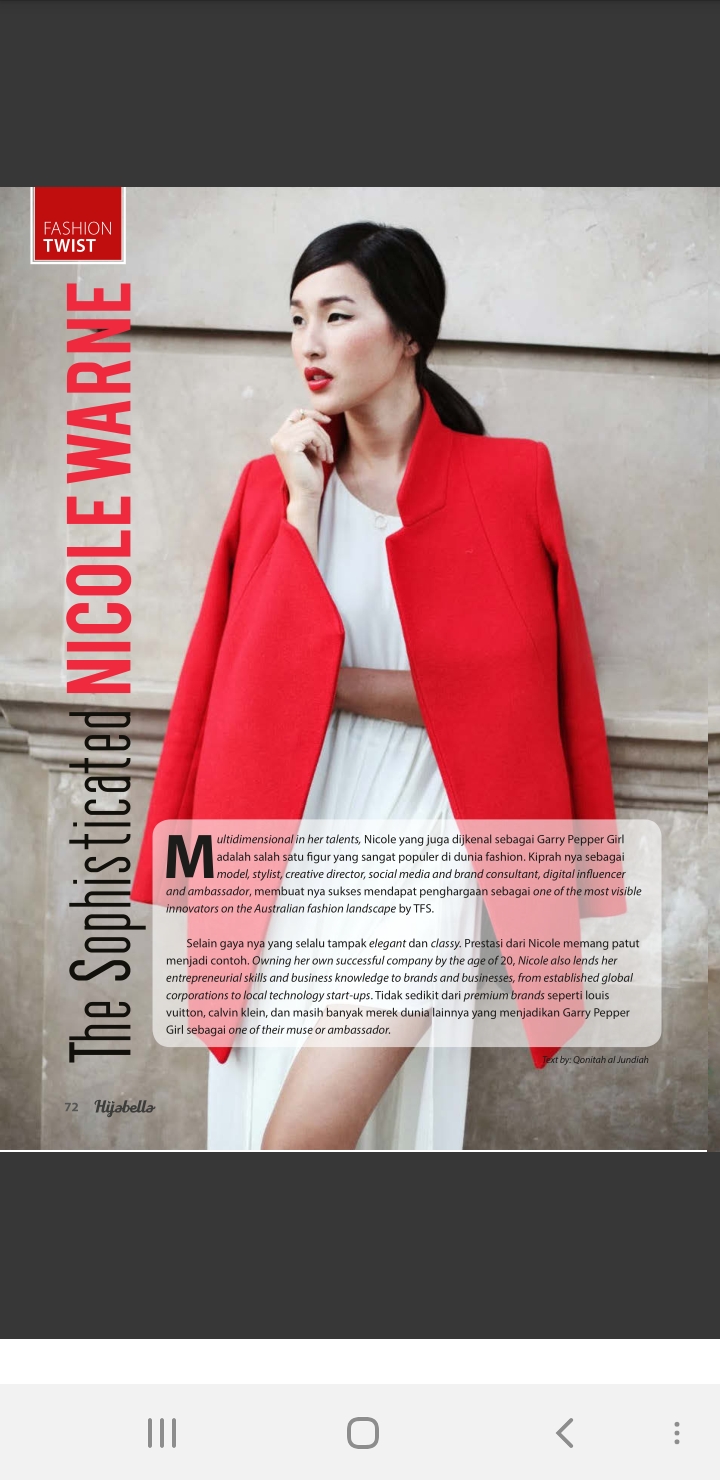 FASHION
TWIST
The Sophisticated NICOLE WARNE
Multidimensional in her talents, Nicole yang juga dijkenal sebagai Garry Pepper Girl
adalah salah satu figur yang sangat populer di dunia fashion. Kiprah nya sebagai
model, stylist, creative director, social media and brand consultant, digital influencer
and ambassador, membuat nya sukses mendapat penghargaan sebagai one of the most visible
innovators on the Australian fashion landscape by TFS.
Selain gaya nya yang selalu tampak elegant dan classy. Prestasi dari Nicole memang patut
menjadi contoh. Owning her own successful company by the age of 20, Nicole also lends her
entrepreneurial skills and business knowledge to brands and businesses, from established global
corporations to local technology start-ups. Tidak sedikit dari premium brands seperti louis
vuitton, calvin klein, dan masih banyak merek dunia lainnya yang menjadikan Garry Pepper
Girl sebagai one of their muse or ambassador.
Text by: Qonitah al Jundiah
72 Hijabella